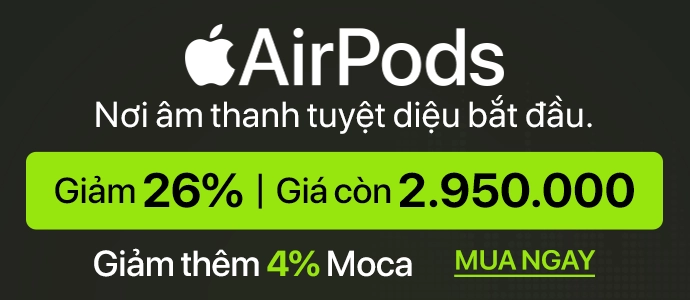 AirPods
Nơi âm thanh tuyệt diệu bắt đầu.
Giảm 26% | Giá còn 2.950.000
Giảm thêm 4% Moca MUA NGAY